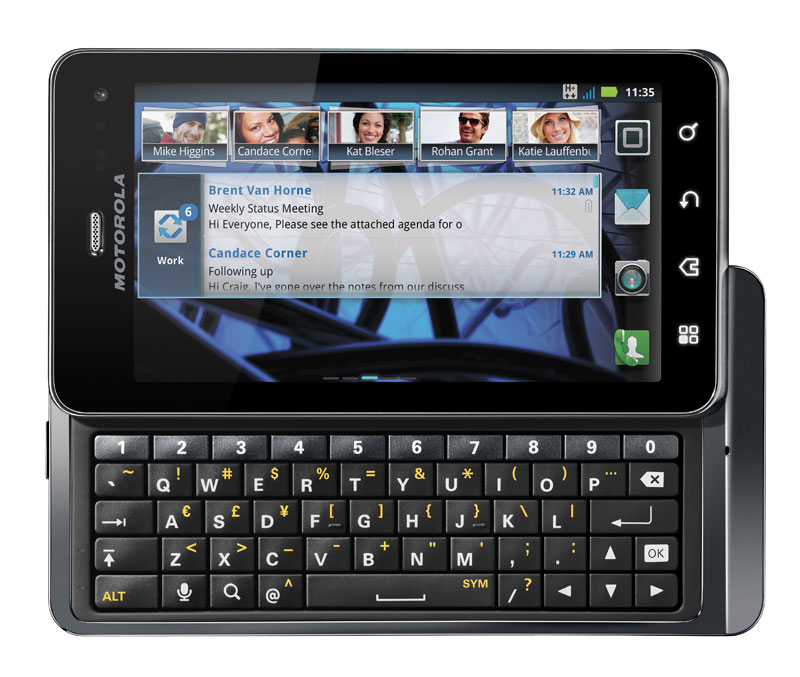 11:35
Mike Higgins
Candace Corne
Kat Bleser
Rohan Grant
Katie Lauffenbu
MOTOROLA
6
Work
Brent Van Horne 11:32 AM
Weekly Status Meeting
Hi Everyone, Please see the attached agenda for o
Candace Corner 11:29 AM
Following up
Hi Craig, I've gone over the notes from our discuss
1 2 3 4 5 6 7 8 9 0
` ~ Q ! W # E $ R % T = Y & U * I ( O ) P ...
A € S £ D ¥ F [ G ] H { J } K \ L |
Z < X > C _ V - B + N " M ' , ; . : OK
ALT @ ^ SYM / ?